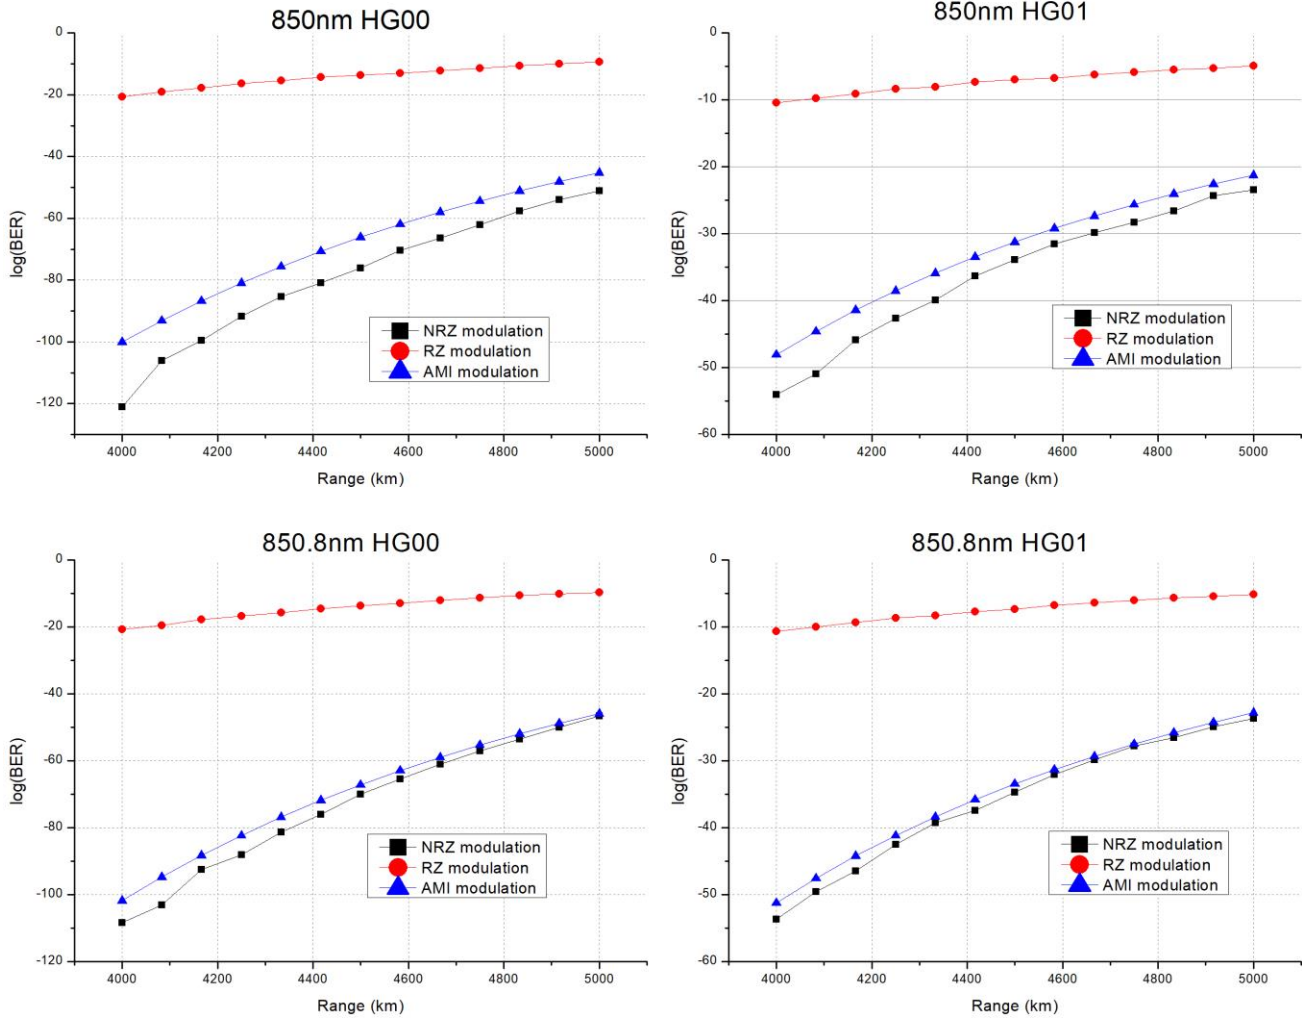 850nm HG00
0
-20
-40
-60
-80
-100
-120
log(BER)
NRZ modulation
RZ modulation
AMI modulation
4000 4200 4400 4600 4800 5000
Range (km)
850nm HG01
0
-10
-20
-30
-40
-50
-60
log(BER)
NRZ modulation
RZ modulation
AMI modulation
4000 4200 4400 4600 4800 5000
Range (km)
850.8nm HG00
0
-20
-40
-60
-80
-100
-120
log(BER)
NRZ modulation
RZ modulation
AMI modulation
4000 4200 4400 4600 4800 5000
Range (km)
850.8nm HG01
0
-10
-20
-30
-40
-50
-60
log(BER)
NRZ modulation
RZ modulation
AMI modulation
4000 4200 4400 4600 4800 5000
Range (km)